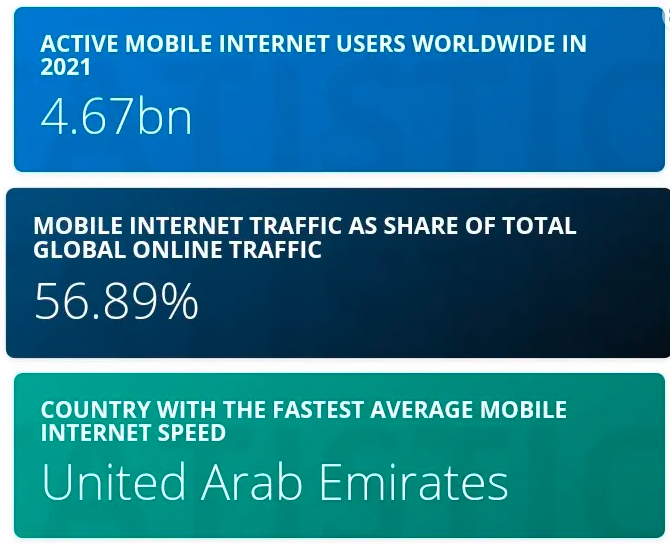 ACTIVE MOBILE INTERNET USERS WORLDWIDE IN
2021
4.67bn
MOBILE INTERNET TRAFFIC AS SHARE OF TOTAL
GLOBAL ONLINE TRAFFIC
56.89%
COUNTRY WITH THE FASTEST AVERAGE MOBILE
INTERNET SPEED
United Arab Emirates